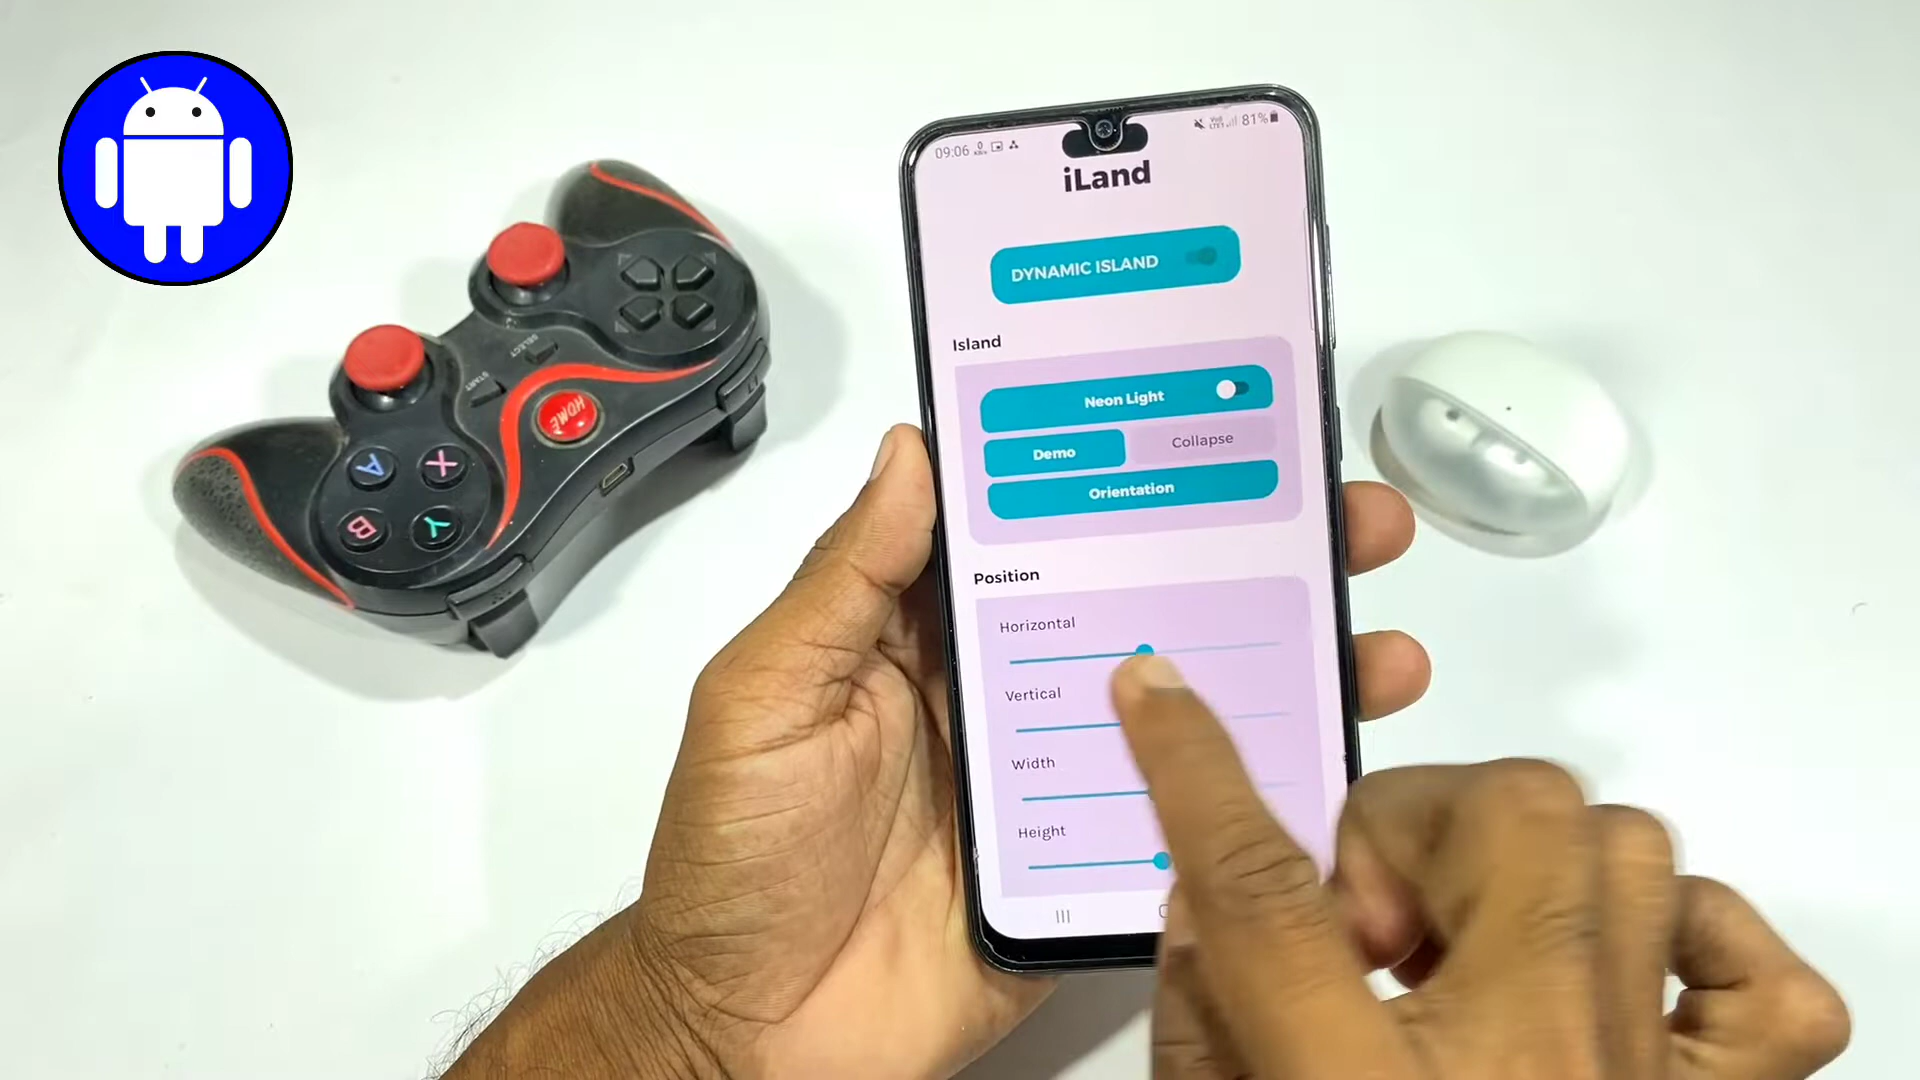 09:06
81%
iLand
DYNAMIC ISLAND
Island
Neon Light
Demo
Collapse
Orientation
Position
Horizontal
Vertical
Width
Height
SELECT
START
HOME
A
X
B
Y